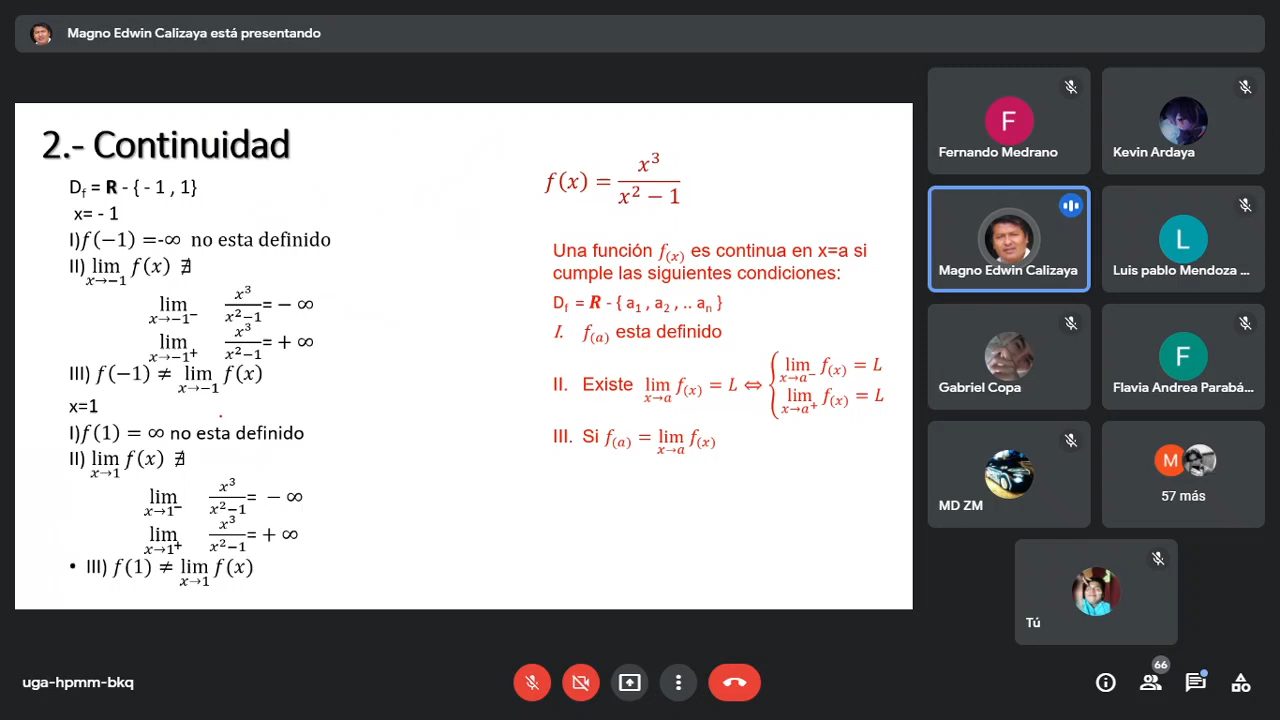 Magno Edwin Calizaya está presentando
2.- Continuidad
D_f = R - { - 1 , 1}
x= - 1
I)f(−1) =-∞ no esta definido
II) lim_{x→−1} f(x) ∄
lim_{x→−1⁻} x³/(x²−1) = − ∞
lim_{x→−1⁺} x³/(x²−1) = + ∞
III) f(−1) ≠ lim_{x→−1} f(x)
x=1
I)f(1) = ∞ no esta definido
II) lim_{x→1} f(x) ∄
lim_{x→1⁻} x³/(x²−1) = − ∞
lim_{x→1⁺} x³/(x²−1) = + ∞
• III) f(1) ≠ lim_{x→1} f(x)
f(x) = x³/(x² − 1)
Una función f_(x) es continua en x=a si
cumple las siguientes condiciones:
D_f = R - { a₁ , a₂ , .. aₙ }
I. f_(a) esta definido
II. Existe lim_{x→a} f_(x) = L ⇔ { lim_{x→a⁻} f_(x) = L
lim_{x→a⁺} f_(x) = L
III. Si f_(a) = lim_{x→a} f_(x)
F
Fernando Medrano
Kevin Ardaya
Magno Edwin Calizaya
L
Luis pablo Mendoza ...
Gabriel Copa
F
Flavia Andrea Parabá...
MD ZM
M
57 más
Tú
uga-hpmm-bkq
66